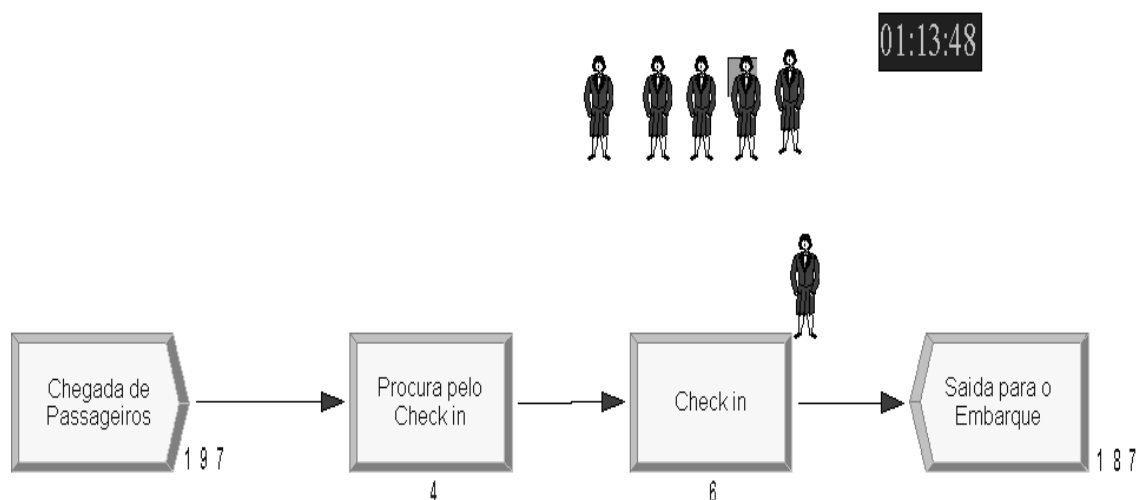 01:13:48
Chegada de
Passageiros
1 9 7
Procura pelo
Check in
4
Check in
6
Saida para o
Embarque
1 8 7